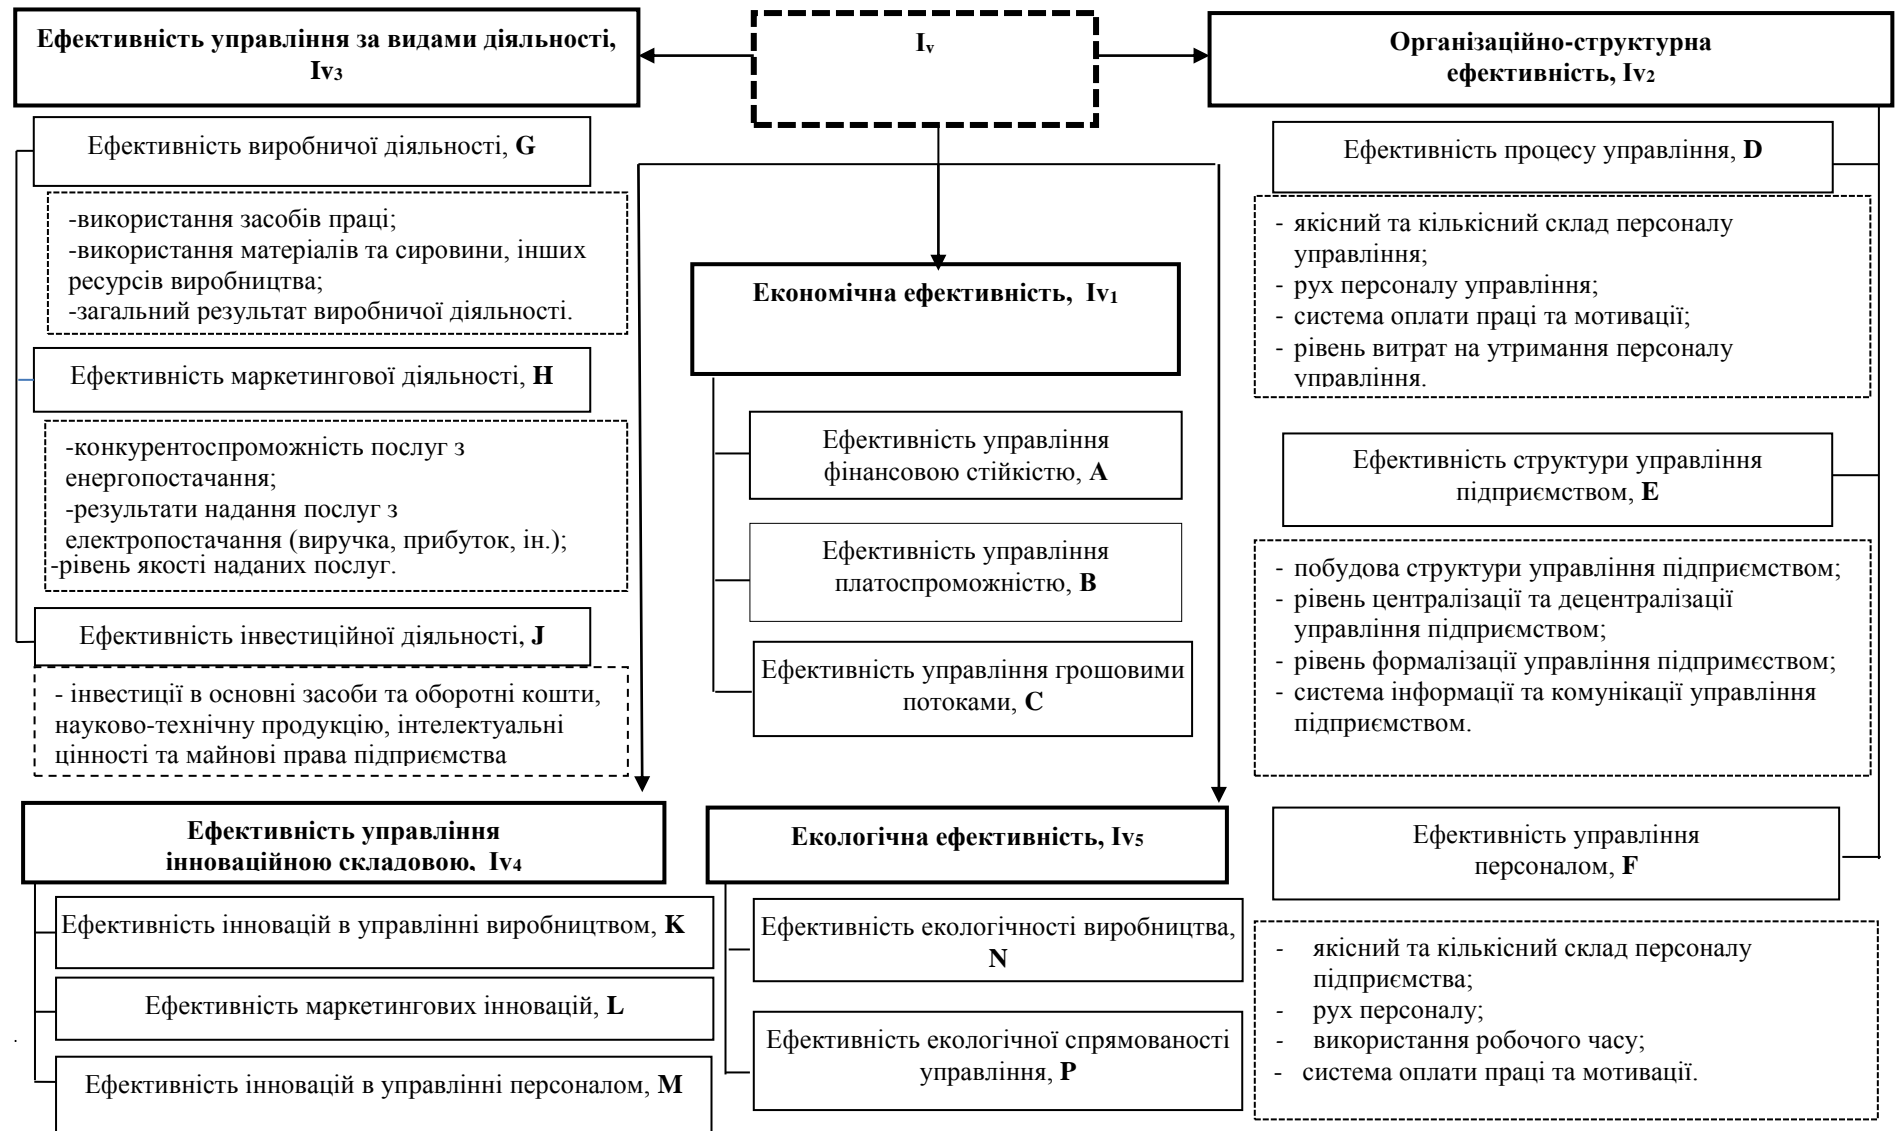 Ефективність управління за видами діяльності,
Iv3
Iv
Організаційно-структурна
ефективність, Iv2
Ефективність виробничої діяльності, G
-використання засобів праці;
-використання матеріалів та сировини, інших
ресурсів виробництва;
-загальний результат виробничої діяльності.
Ефективність маркетингової діяльності, H
-конкурентоспроможність послуг з
енергопостачання;
-результати надання послуг з
електропостачання (виручка, прибуток, ін.);
-рівень якості наданих послуг.
Ефективність інвестиційної діяльності, J
- інвестиції в основні засоби та оборотні кошти,
науково-технічну продукцію, інтелектуальні
цінності та майнові права підприємства
Економічна ефективність, Iv1
Ефективність управління
фінансовою стійкістю, A
Ефективність управління
платоспроможністю, B
Ефективність управління грошовими
потоками, C
Ефективність процесу управління, D
- якісний та кількісний склад персоналу
управління;
- рух персоналу управління;
- система оплати праці та мотивації;
- рівень витрат на утримання персоналу
управління.
Ефективність структури управління
підприємством, E
- побудова структури управління підприємством;
- рівень централізації та децентралізації
управління підприємством;
- рівень формалізації управління підпримєством;
- система інформації та комунікації управління
підприємством.
Ефективність управління
персоналом, F
- якісний та кількісний склад персоналу
підприємства;
- рух персоналу;
- використання робочого часу;
- система оплати праці та мотивації.
Ефективність управління
інноваційною складовою, Iv4
Ефективність інновацій в управлінні виробництвом, K
Ефективність маркетингових інновацій, L
Ефективність інновацій в управлінні персоналом, M
Екологічна ефективність, Iv5
Ефективність екологічності виробництва,
N
Ефективність екологічної спрямованості
управління, P